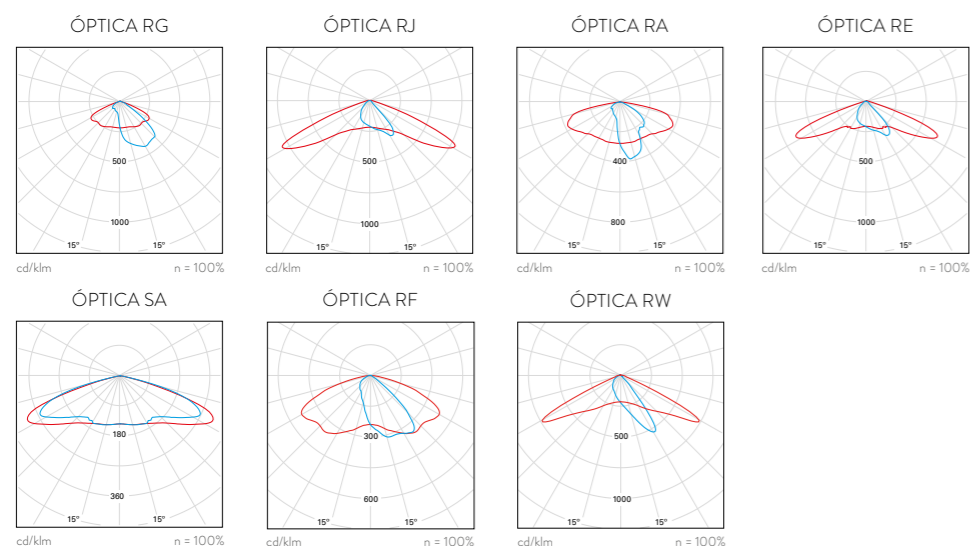 ÓPTICA RG
500
1000
15° 15°
cd/klm n = 100%
ÓPTICA RJ
500
1000
15° 15°
cd/klm n = 100%
ÓPTICA RA
400
800
15° 15°
cd/klm n = 100%
ÓPTICA RE
500
1000
15° 15°
cd/klm n = 100%
ÓPTICA SA
180
360
15° 15°
cd/klm n = 100%
ÓPTICA RF
300
600
15° 15°
cd/klm n = 100%
ÓPTICA RW
500
1000
15° 15°
cd/klm n = 100%